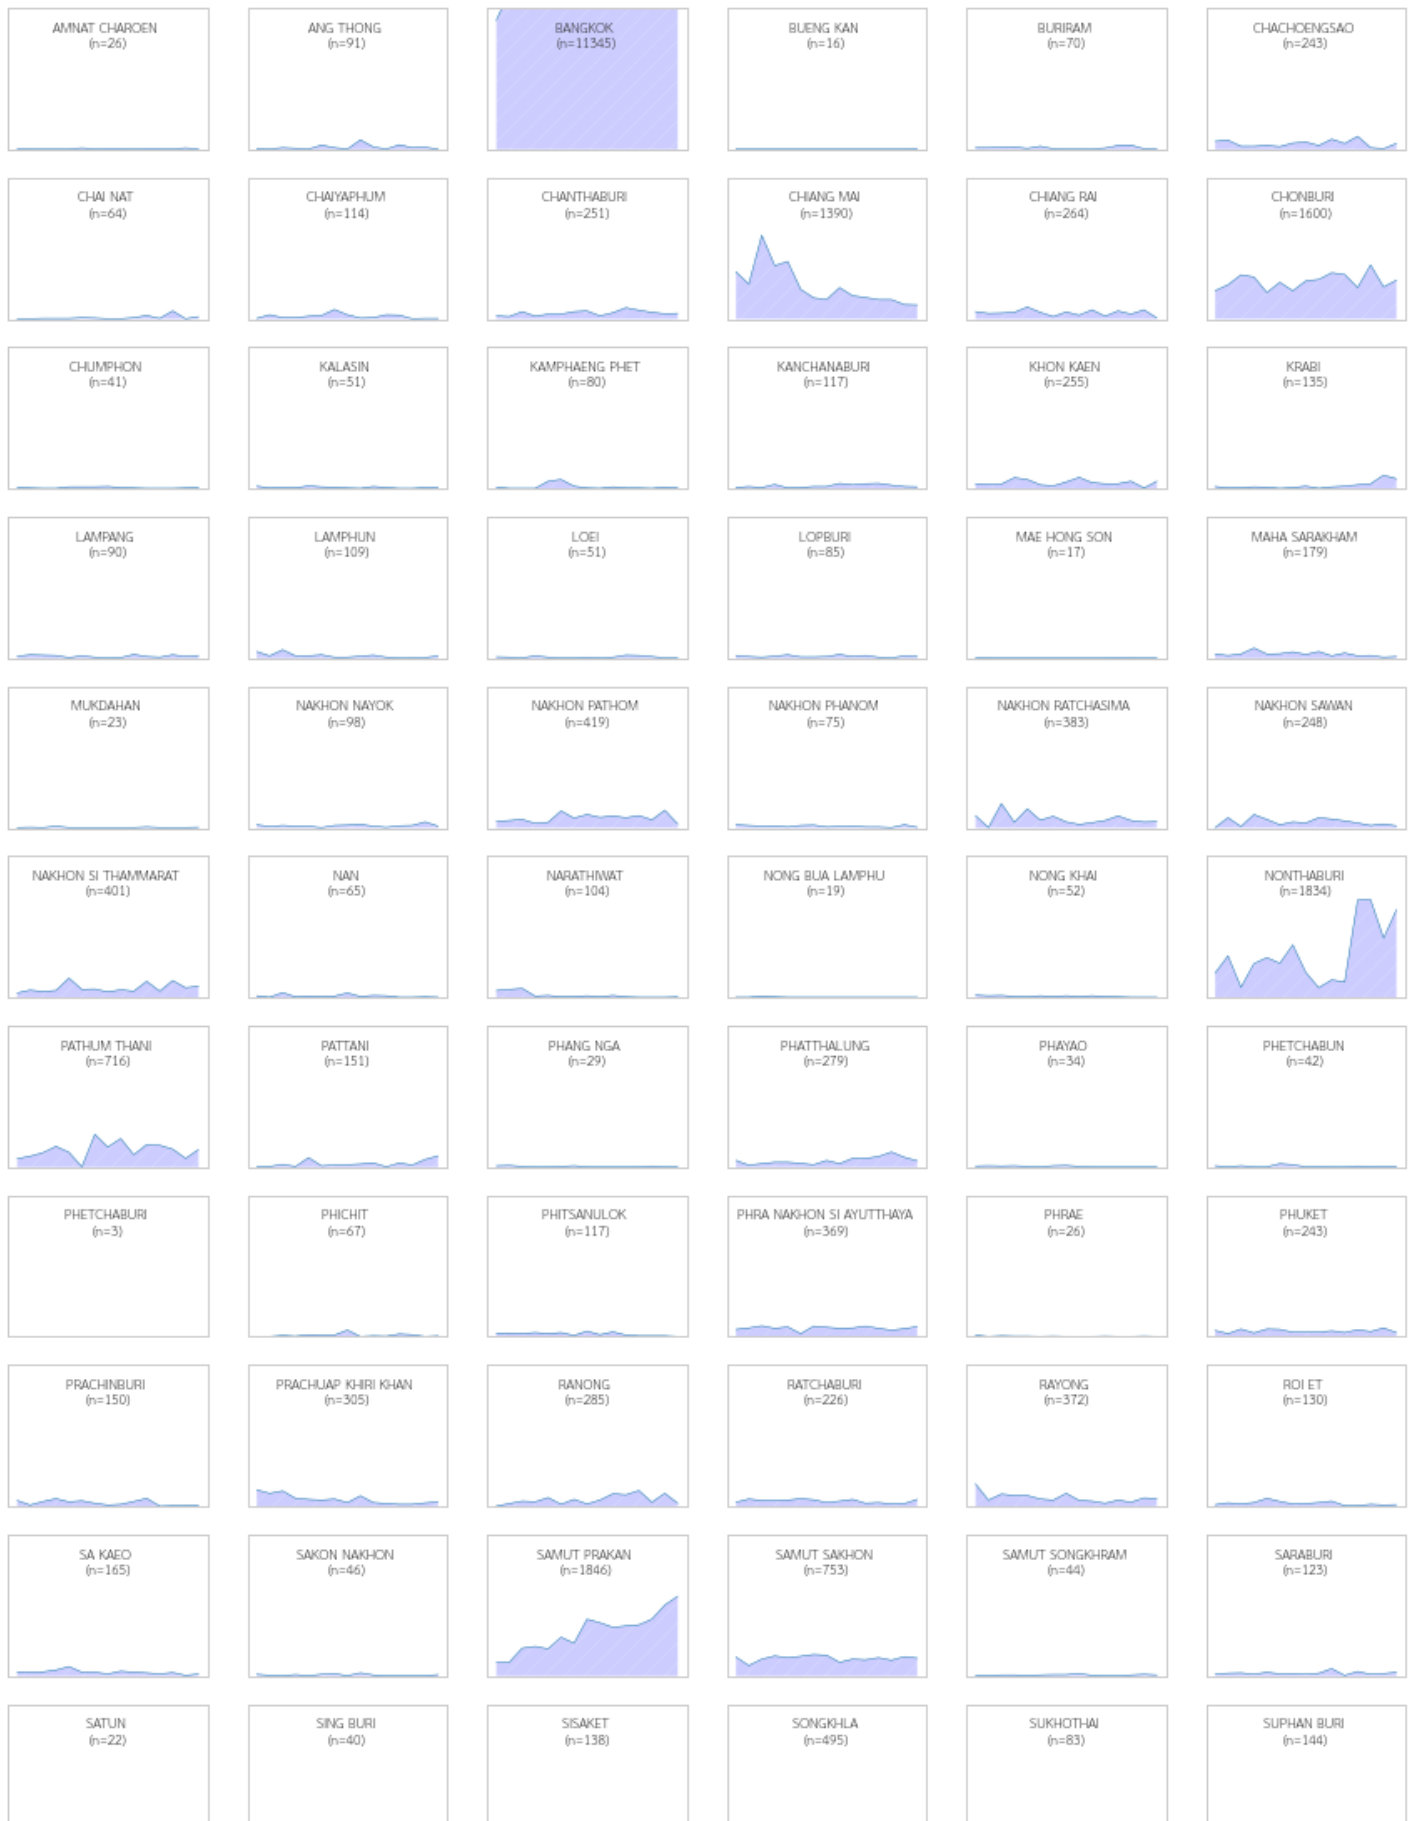 AMNAT CHAROEN
(n=26)
ANG THONG
(n=91)
BANGKOK
(n=11345)
BUENG KAN
(n=16)
BURIRAM
(n=70)
CHACHOENGSAO
(n=243)
CHAI NAT
(n=64)
CHAIYAPHUM
(n=114)
CHANTHABURI
(n=251)
CHIANG MAI
(n=1390)
CHIANG RAI
(n=264)
CHONBURI
(n=1600)
CHUMPHON
(n=41)
KALASIN
(n=51)
KAMPHAENG PHET
(n=80)
KANCHANABURI
(n=117)
KHON KAEN
(n=255)
KRABI
(n=135)
LAMPANG
(n=90)
LAMPHUN
(n=109)
LOEI
(n=51)
LOPBURI
(n=85)
MAE HONG SON
(n=17)
MAHA SARAKHAM
(n=179)
MUKDAHAN
(n=23)
NAKHON NAYOK
(n=98)
NAKHON PATHOM
(n=419)
NAKHON PHANOM
(n=75)
NAKHON RATCHASIMA
(n=383)
NAKHON SAWAN
(n=248)
NAKHON SI THAMMARAT
(n=401)
NAN
(n=65)
NARATHIWAT
(n=104)
NONG BUA LAMPHU
(n=19)
NONG KHAI
(n=52)
NONTHABURI
(n=1834)
PATHUM THANI
(n=716)
PATTANI
(n=151)
PHANG NGA
(n=29)
PHATTHALUNG
(n=279)
PHAYAO
(n=34)
PHETCHABUN
(n=42)
PHETCHABURI
(n=3)
PHICHIT
(n=67)
PHITSANULOK
(n=117)
PHRA NAKHON SI AYUTTHAYA
(n=369)
PHRAE
(n=26)
PHUKET
(n=243)
PRACHINBURI
(n=150)
PRACHUAP KHIRI KHAN
(n=305)
RANONG
(n=285)
RATCHABURI
(n=226)
RAYONG
(n=372)
ROI ET
(n=130)
SA KAEO
(n=165)
SAKON NAKHON
(n=46)
SAMUT PRAKAN
(n=1846)
SAMUT SAKHON
(n=753)
SAMUT SONGKHRAM
(n=44)
SARABURI
(n=123)
SATUN
(n=22)
SING BURI
(n=40)
SISAKET
(n=138)
SONGKHLA
(n=495)
SUKHOTHAI
(n=83)
SUPHAN BURI
(n=144)